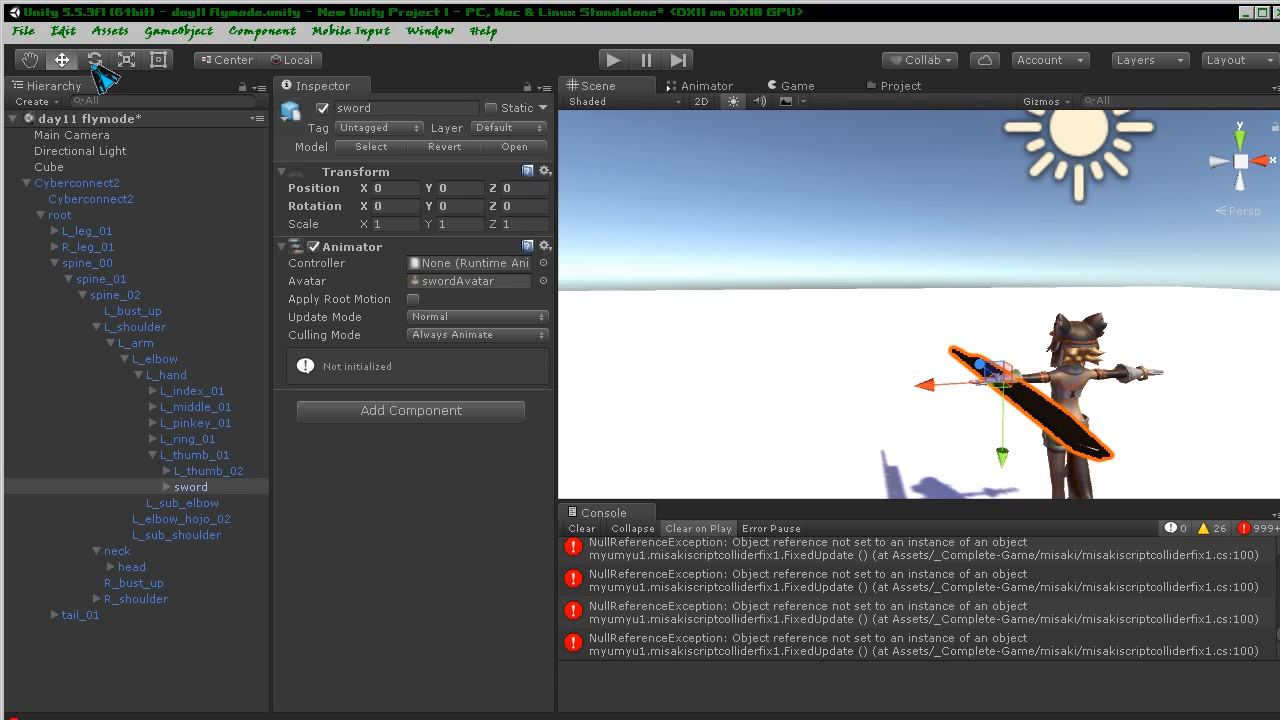 Unity 5.5.3f1 (64bit) - day11 flymode.unity - New Unity Project 1 - PC, Mac & Linux Standalone* <DX11 on DX10 GPU>
File Edit Assets GameObject Component Mobile Input Window Help
Center Local Collab Account Layers Layout
Hierarchy
Create All
day11 flymode*
Main Camera
Directional Light
Cube
Cyberconnect2
Cyberconnect2
root
L_leg_01
R_leg_01
spine_00
spine_01
spine_02
L_bust_up
L_shoulder
L_arm
L_elbow
L_hand
L_index_01
L_middle_01
L_pinkey_01
L_ring_01
L_thumb_01
L_thumb_02
sword
L_sub_elbow
L_elbow_hojo_02
L_sub_shoulder
neck
head
R_bust_up
R_shoulder
tail_01
Inspector
sword Static
Tag Untagged Layer Default
Model Select Revert Open
Transform
Position X 0 Y 0 Z 0
Rotation X 0 Y 0 Z 0
Scale X 1 Y 1 Z 1
Animator
Controller None (Runtime Ani
Avatar swordAvatar
Apply Root Motion
Update Mode Normal
Culling Mode Always Animate
Not initialized
Add Component
Scene Animator Game Project
Shaded 2D Gizmos All
y
x
Persp
Console
Clear Collapse Clear on Play Error Pause 0 26 999+
NullReferenceException: Object reference not set to an instance of an object
myumyu1.misakiscriptcolliderfix1.FixedUpdate () (at Assets/_Complete-Game/misaki/misakiscriptcolliderfix1.cs:100)
NullReferenceException: Object reference not set to an instance of an object
myumyu1.misakiscriptcolliderfix1.FixedUpdate () (at Assets/_Complete-Game/misaki/misakiscriptcolliderfix1.cs:100)
NullReferenceException: Object reference not set to an instance of an object
myumyu1.misakiscriptcolliderfix1.FixedUpdate () (at Assets/_Complete-Game/misaki/misakiscriptcolliderfix1.cs:100)
NullReferenceException: Object reference not set to an instance of an object
myumyu1.misakiscriptcolliderfix1.FixedUpdate () (at Assets/_Complete-Game/misaki/misakiscriptcolliderfix1.cs:100)